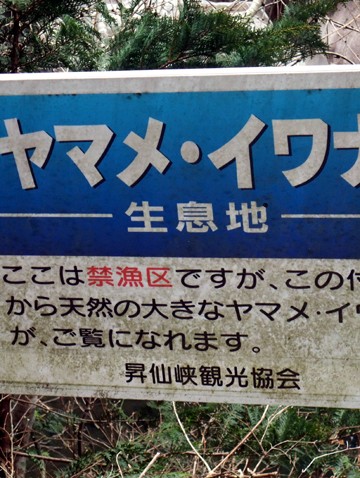 ヤマメ・イワナ
生息地
ここは禁漁区ですが、この付
から天然の大きなヤマメ・イ
が、ご覧になれます。
昇仙峡観光協会